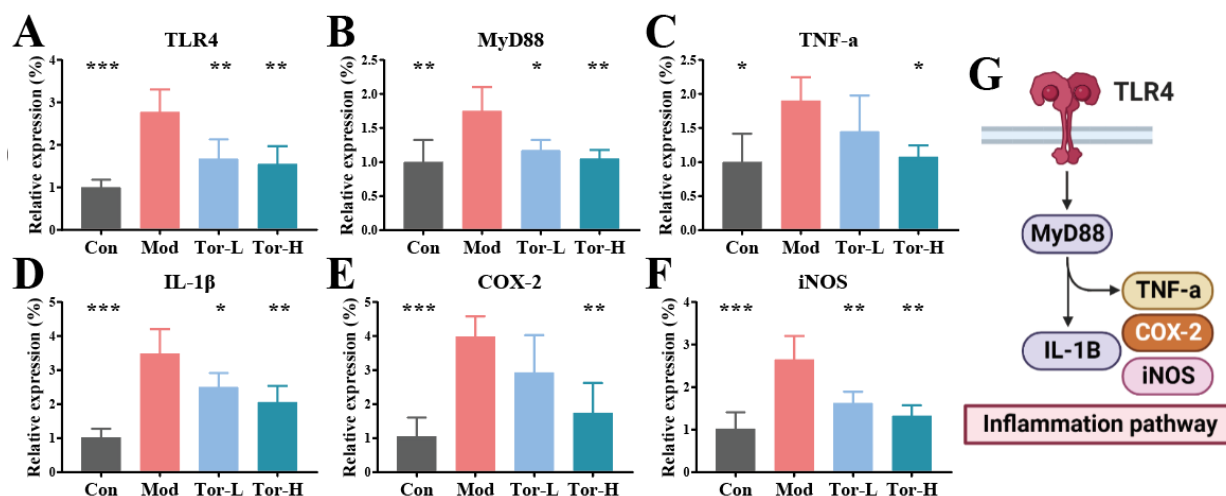 A
TLR4
Relative expression (%)
4
3
2
1
0
***
**
**
Con
Mod
Tor-L
Tor-H
B
MyD88
Relative expression (%)
2.5
2.0
1.5
1.0
0.5
0.0
**
*
**
Con
Mod
Tor-L
Tor-H
C
TNF-a
Relative expression (%)
2.5
2.0
1.5
1.0
0.5
0.0
*
*
Con
Mod
Tor-L
Tor-H
D
IL-1β
Relative expression (%)
5
4
3
2
1
0
***
*
**
Con
Mod
Tor-L
Tor-H
E
COX-2
Relative expression (%)
5
4
3
2
1
0
***
**
Con
Mod
Tor-L
Tor-H
F
iNOS
Relative expression (%)
4
3
2
1
0
***
**
**
Con
Mod
Tor-L
Tor-H
G
TLR4
MyD88
TNF-a
COX-2
IL-1B
iNOS
Inflammation pathway